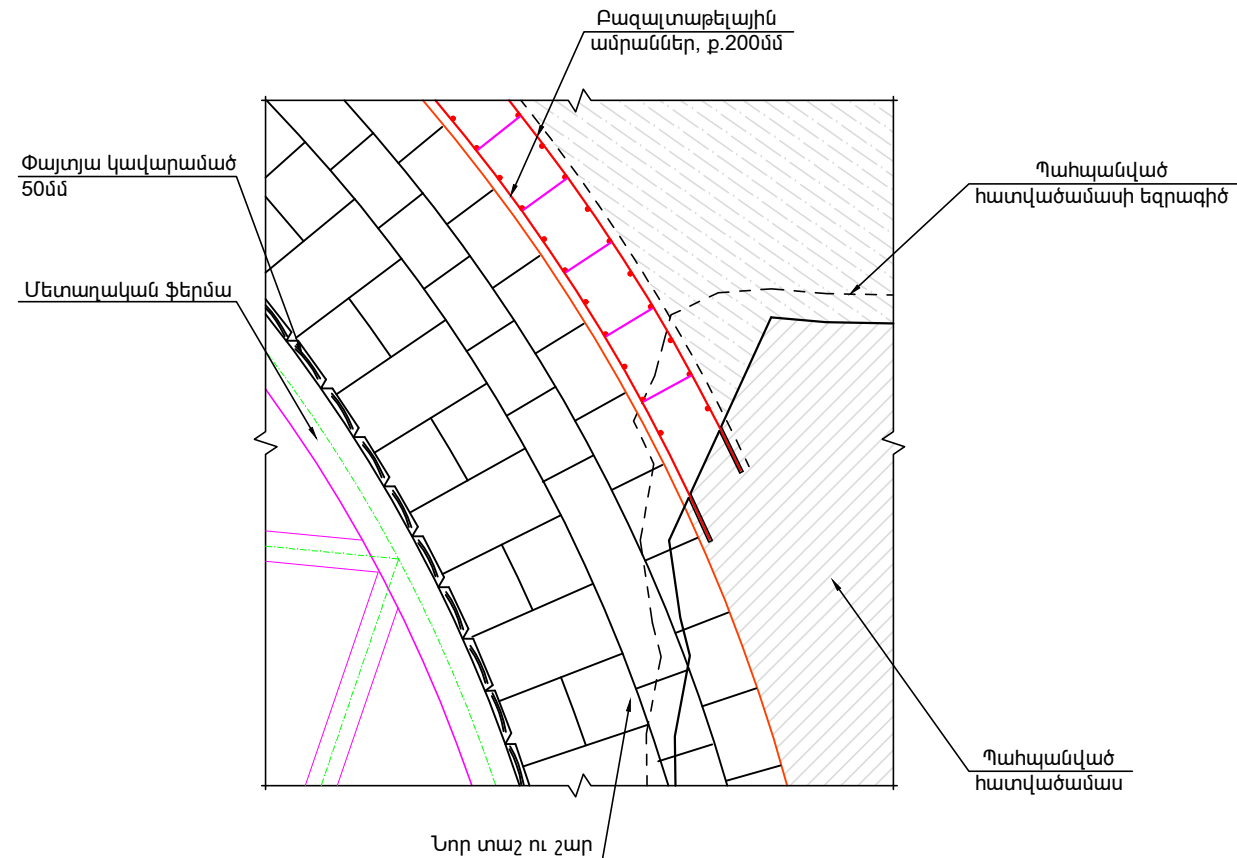 Բազալտաթելային
ամրաններ, ք.200մմ
Փայտյա կավարամած
50մմ
Պահպանված
հատվածամասի եզրագիծ
Մետաղական ֆերմա
Պահպանված
հատվածամաս
Նոր տաշ ու շար